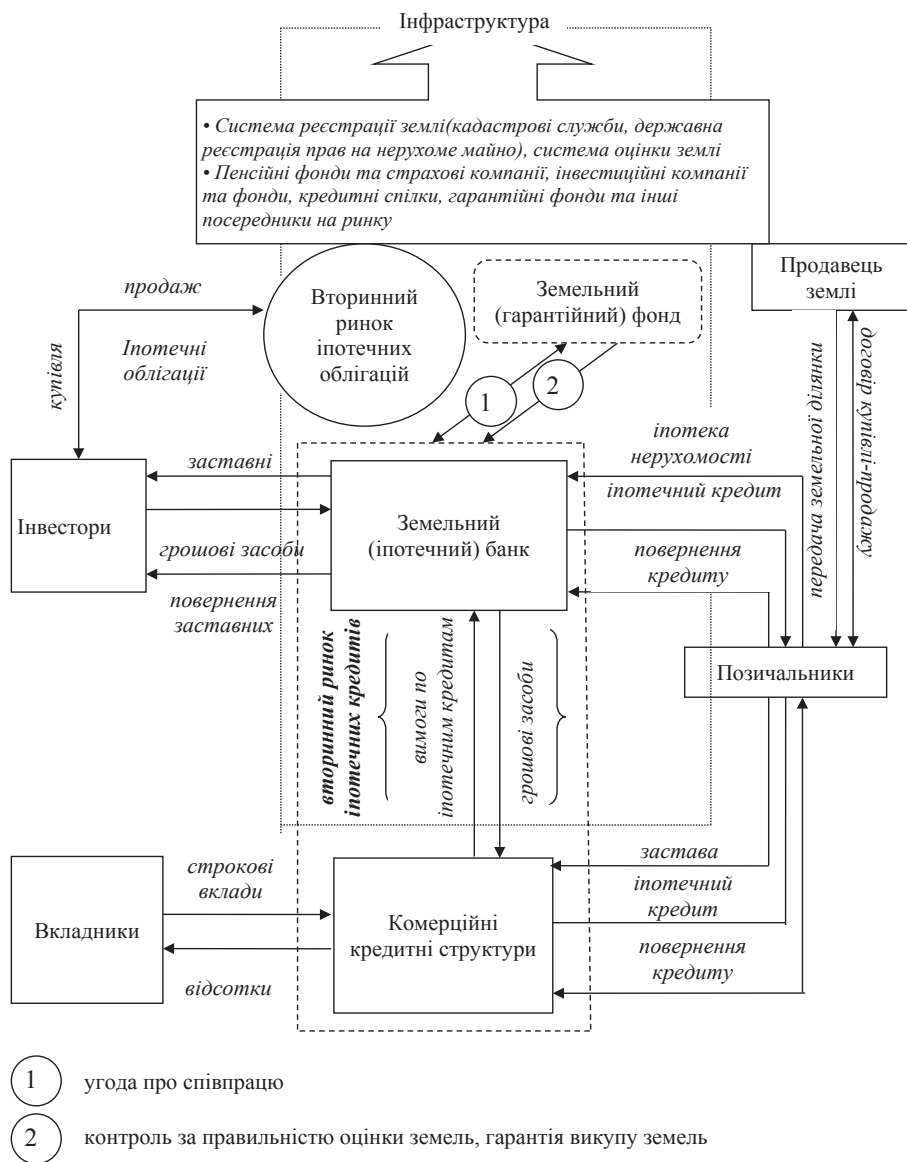 Інфраструктура
• Система реєстрації землі(кадастрові служби, державна
реєстрація прав на нерухоме майно), система оцінки землі
• Пенсійні фонди та страхові компанії, інвестиційні компанії
та фонди, кредитні спілки, гарантійні фонди та інші
посередники на ринку
Продавець
землі
продаж
Вторинний
ринок
іпотечних
облігацій
Земельний
(гарантійний) фонд
купівля
Іпотечні
облігації
1
2
передача земельної ділянки
договір купівлі-продажу
іпотека
нерухомості
іпотечний кредит
заставні
Інвестори
Земельний
(іпотечний) банк
грошові засоби
повернення
кредиту
повернення
заставних
Позичальники
вторинний ринок
іпотечних кредитів
вимоги по
іпотечним кредитам
грошові засоби
строкові
вклади
застава
іпотечний
кредит
Вкладники
Комерційні
кредитні структури
повернення
кредиту
відсотки
1 угода про співпрацю
2 контроль за правильністю оцінки земель, гарантія викупу земель